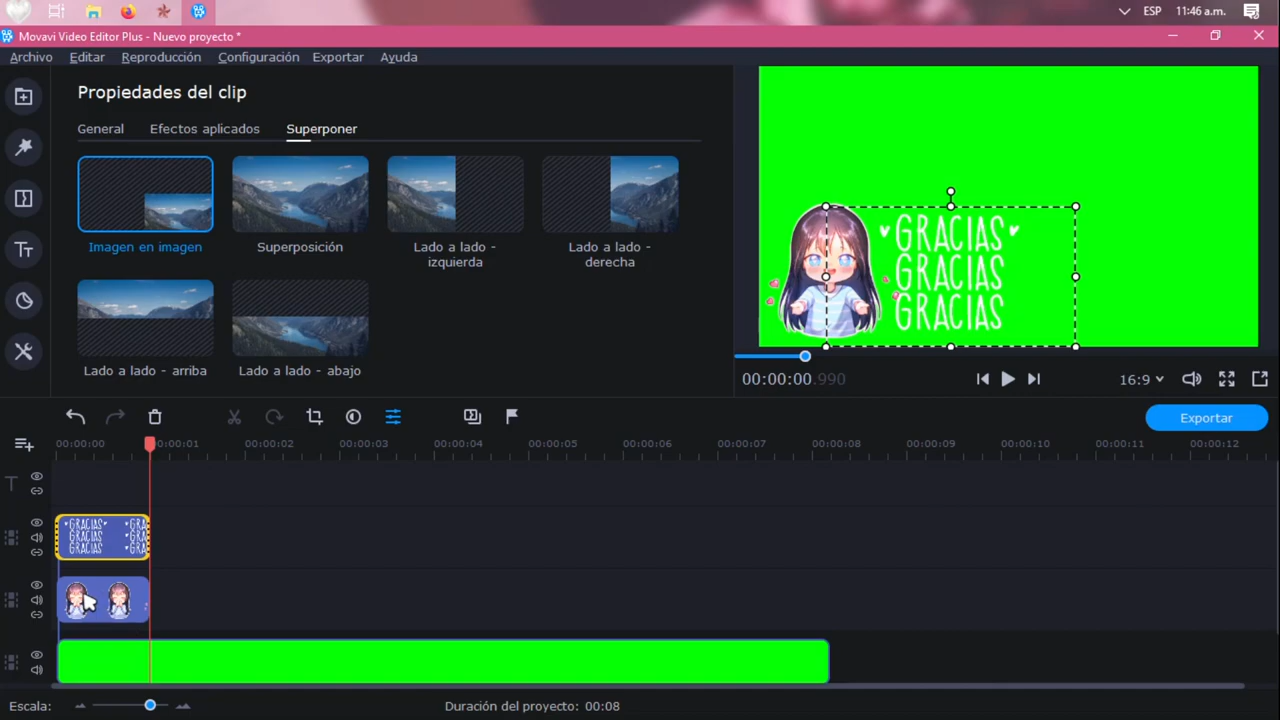 ESP 11:46 a.m.
Movavi Video Editor Plus - Nuevo proyecto *
Archivo Editar Reproducción Configuración Exportar Ayuda
Propiedades del clip
General Efectos aplicados Superponer
Imagen en imagen
Superposición
Lado a lado -
izquierda
Lado a lado -
derecha
Lado a lado - arriba
Lado a lado - abajo
GRACIAS
GRACIAS
GRACIAS
00:00:00.990
16:9
Exportar
00:00:00 00:00:01 00:00:02 00:00:03 00:00:04 00:00:05 00:00:06 00:00:07 00:00:08 00:00:09 00:00:10 00:00:11 00:00:12
T
GRACIAS GRA
GRACIAS GRA
GRACIAS GRA
Escala:
Duración del proyecto: 00:08